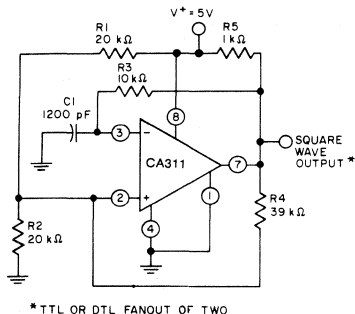 R1
20 kΩ
V+ = 5V
R5
1 kΩ
R3
10 kΩ
C1
1200 pF
8
3
−
CA311
7
SQUARE
WAVE
OUTPUT *
2
+
1
4
R2
20 kΩ
R4
39 kΩ
* TTL OR DTL FANOUT OF TWO